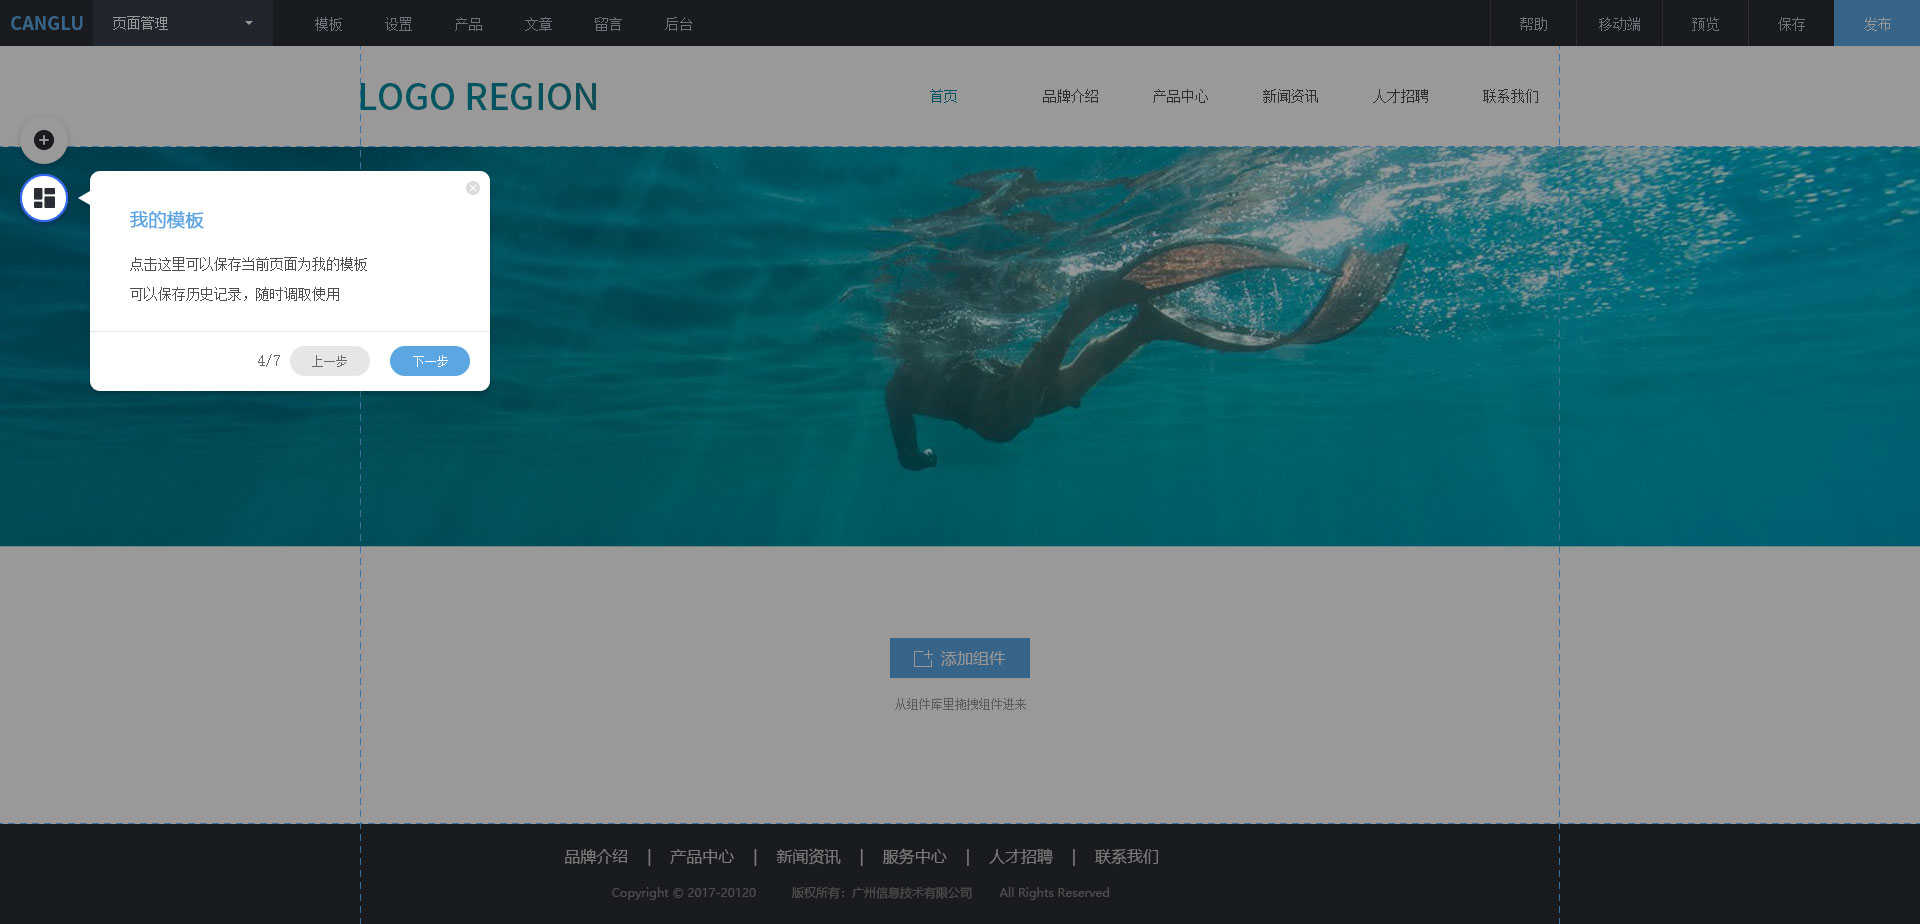 CANGLU
页面管理
模板 设置 产品 文章 留言 后台
帮助 移动端 预览 保存 发布
LOGO REGION
首页 品牌介绍 产品中心 新闻资讯 人才招聘 联系我们
我的模板
点击这里可以保存当前页面为我的模板
可以保存历史记录，随时调取使用
4/7 上一步 下一步
添加组件
从组件库里拖拽组件进来
品牌介绍 | 产品中心 | 新闻资讯 | 服务中心 | 人才招聘 | 联系我们
Copyright © 2017-20120 版权所有：广州信息技术有限公司 All Rights Reserved